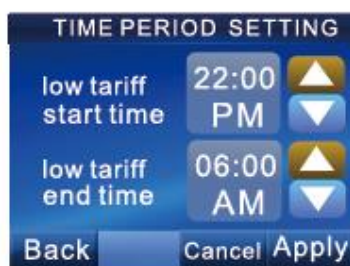 TIME PERIOD SETTING
low tariff
start time
22:00
PM
low tariff
end time
06:00
AM
Back
Cancel
Apply